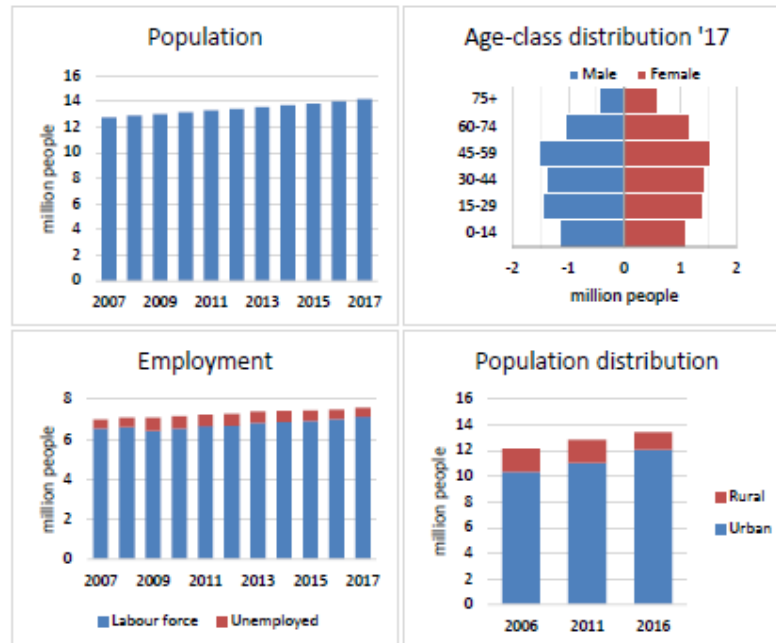 Population
16
14
12
10
8
6
4
2
0
million people
2007 2009 2011 2013 2015 2017
Age-class distribution '17
Male Female
75+
60-74
45-59
30-44
15-29
0-14
-2 -1 0 1 2
million people
Employment
8
6
4
2
0
million people
2007 2009 2011 2013 2015 2017
Labour force Unemployed
Population distribution
16
14
12
10
8
6
4
2
0
million people
2006 2011 2016
Rural
Urban